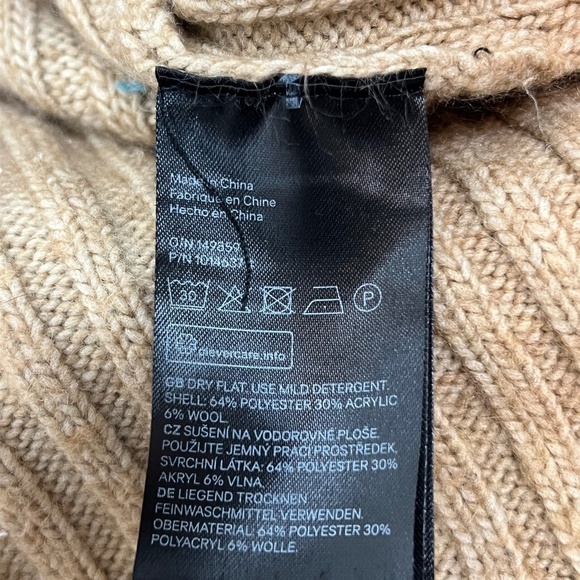 Made in China
Fabriqué en Chine
Hecho en China
O/N 149859
P/N 1014637
30
P
clevercare.info
GB DRY FLAT. USE MILD DETERGENT.
SHELL: 64% POLYESTER 30% ACRYLIC
6% WOOL.
CZ SUŠENÍ NA VODOROVNÉ PLOŠE.
POUŽIJTE JEMNÝ PRACÍ PROSTŘEDEK.
SVRCHNÍ LÁTKA: 64% POLYESTER 30%
AKRYL 6% VLNA.
DE LIEGEND TROCKNEN
FEINWASCHMITTEL VERWENDEN.
OBERMATERIAL: 64% POLYESTER 30%
POLYACRYL 6% WOLLE.